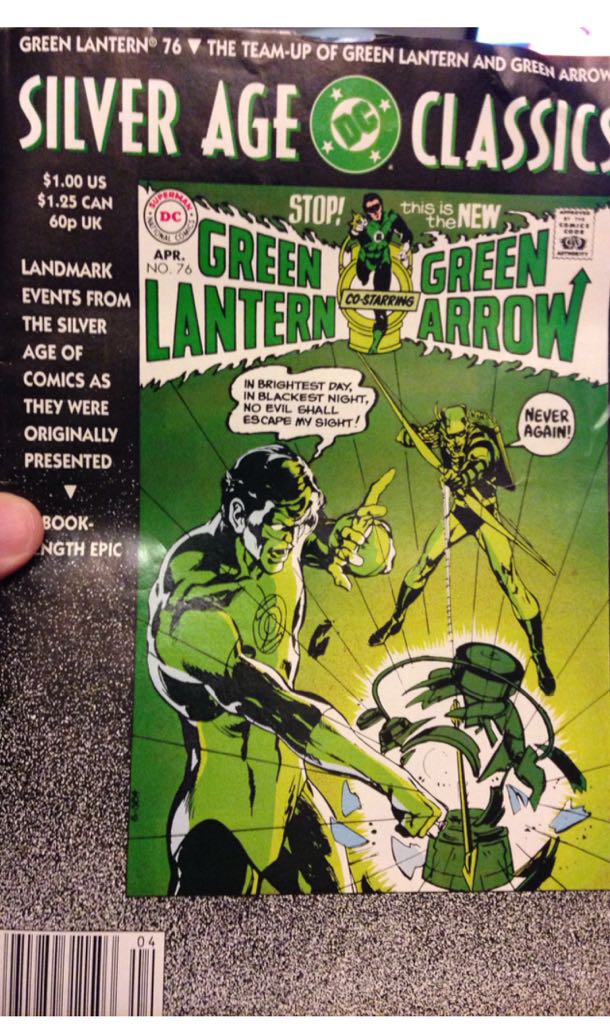 GREEN LANTERN® 76 ▼ THE TEAM-UP OF GREEN LANTERN AND GREEN ARROW
SILVER AGE DC CLASSICS
$1.00 US
$1.25 CAN
60p UK
LANDMARK
EVENTS FROM
THE SILVER
AGE OF
COMICS AS
THEY WERE
ORIGINALLY
PRESENTED
▼
BOOK-
NGTH EPIC
SUPERMAN
DC
NATIONAL COMICS
APR.
NO. 76
STOP!
this is
the NEW
APPROVED
BY THE
COMICS
CODE
AUTHORITY
GREEN
LANTERN
CO-STARRING
GREEN
ARROW
IN BRIGHTEST DAY,
IN BLACKEST NIGHT,
NO EVIL SHALL
ESCAPE MY SIGHT!
NEVER
AGAIN!
04